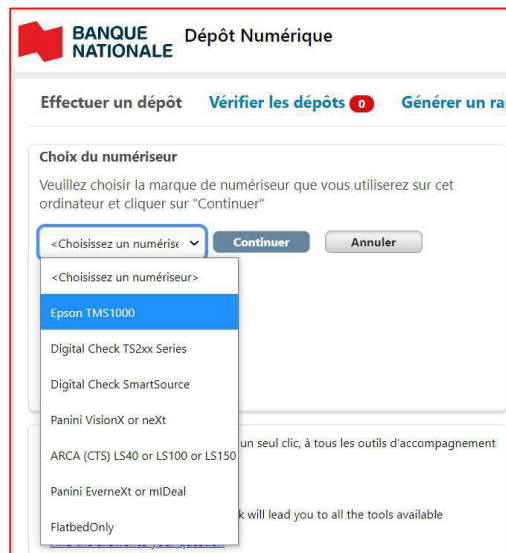 BANQUE
NATIONALE
Dépôt Numérique
Effectuer un dépôt Vérifier les dépôts 0 Générer un
Choix du numériseur
Veuillez choisir la marque de numériseur que vous utiliserez sur cet
ordinateur et cliquer sur "Continuer"
<Choisissez un Continuer Annuler
<Choisissez un numériseur>
Epson TMS1000
Digital Check TS2xx Series
Digital Check SmartSource
Panini VisionX or neXt
un seul clic, à tous les outils d'accompagnement
ARCA (CTS) LS40 or LS100 or LS150
Panini EverneXt or mIDeal
k will lead you to all the tools available
FlatbedOnly